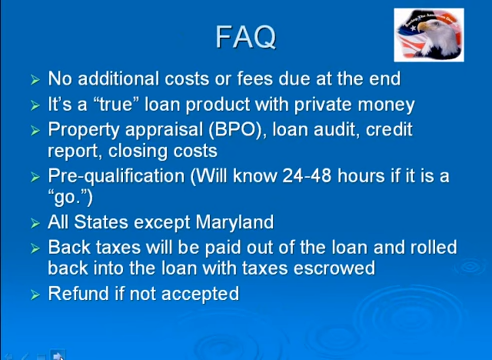 FAQ
No additional costs or fees due at the end
It's a “true” loan product with private money
Property appraisal (BPO), loan audit, credit
report, closing costs
Pre-qualification (Will know 24-48 hours if it is a
“go.”)
All States except Maryland
Back taxes will be paid out of the loan and rolled
back into the loan with taxes escrowed
Refund if not accepted